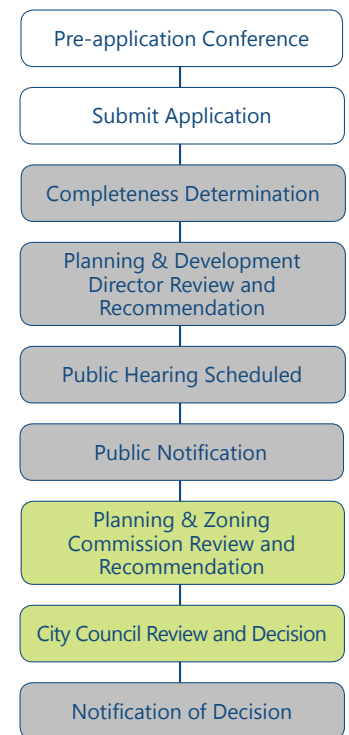 Pre-application Conference
Submit Application
Completeness Determination
Planning & Development
Director Review and
Recommendation
Public Hearing Scheduled
Public Notification
Planning & Zoning
Commission Review and
Recommendation
City Council Review and Decision
Notification of Decision